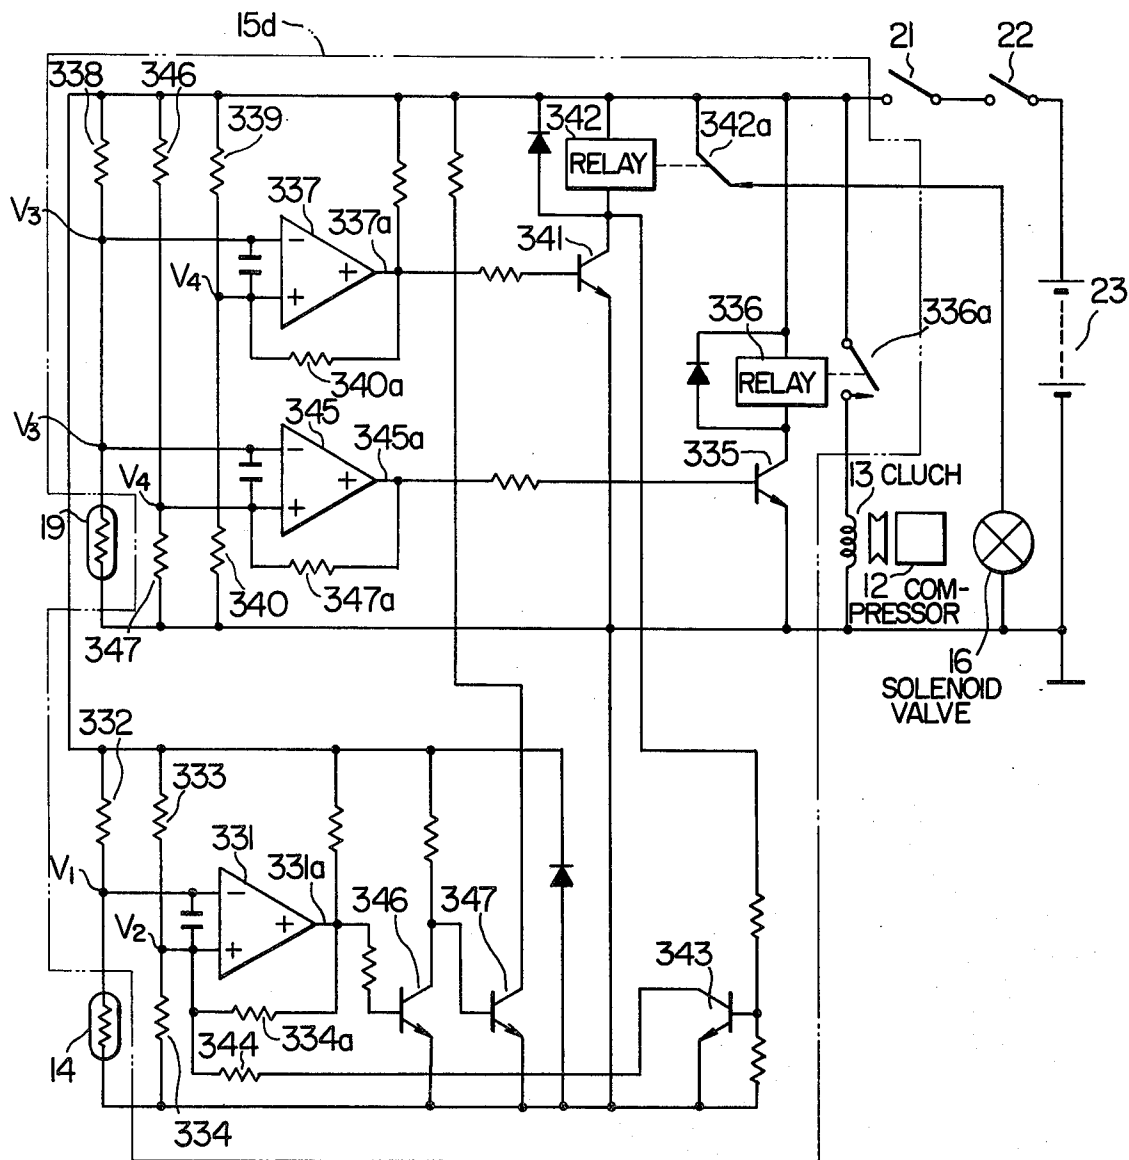 15d
21
22
338
346
339
342
342a
RELAY
V3
337
337a
341
V4
23
336
336a
340a
RELAY
V3
345
345a
335
V4
13 CLUCH
19
340
347a
12 COM-
PRESSOR
347
16
SOLENOID
VALVE
332
333
331
V1
331a
346
347
V2
343
334a
344
14
334